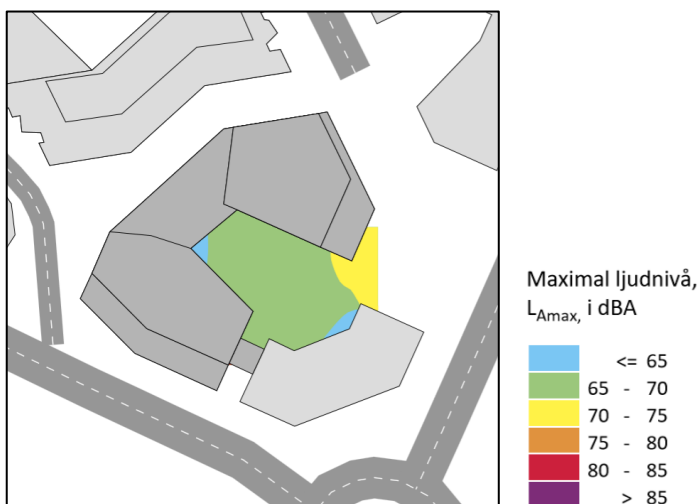 Maximal ljudnivå,
LAmax, i dBA
<= 65
65 - 70
70 - 75
75 - 80
80 - 85
> 85